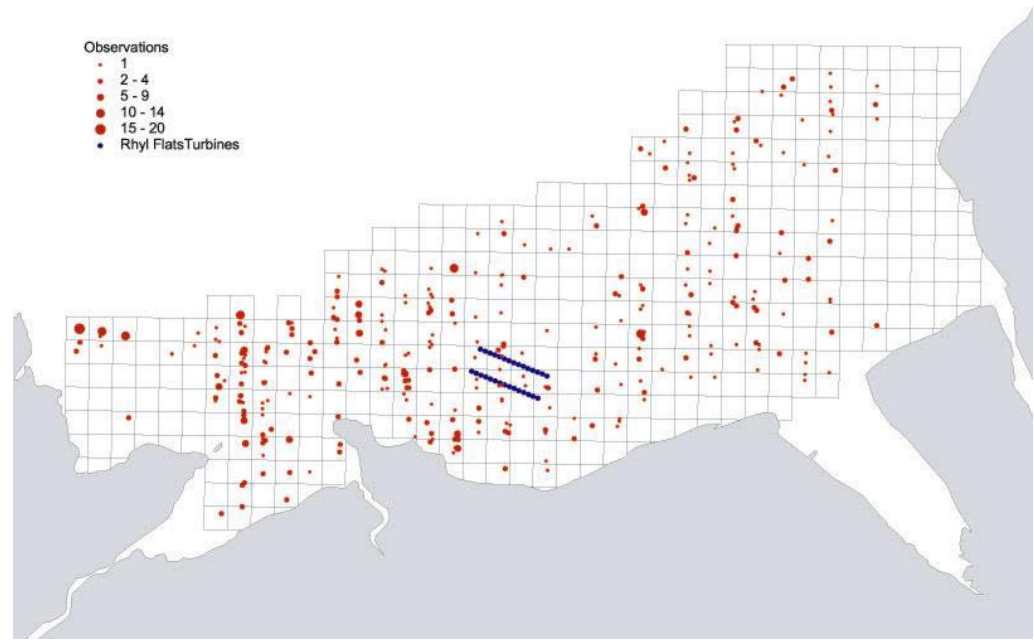 Observations
1
2 - 4
5 - 9
10 - 14
15 - 20
Rhyl FlatsTurbines